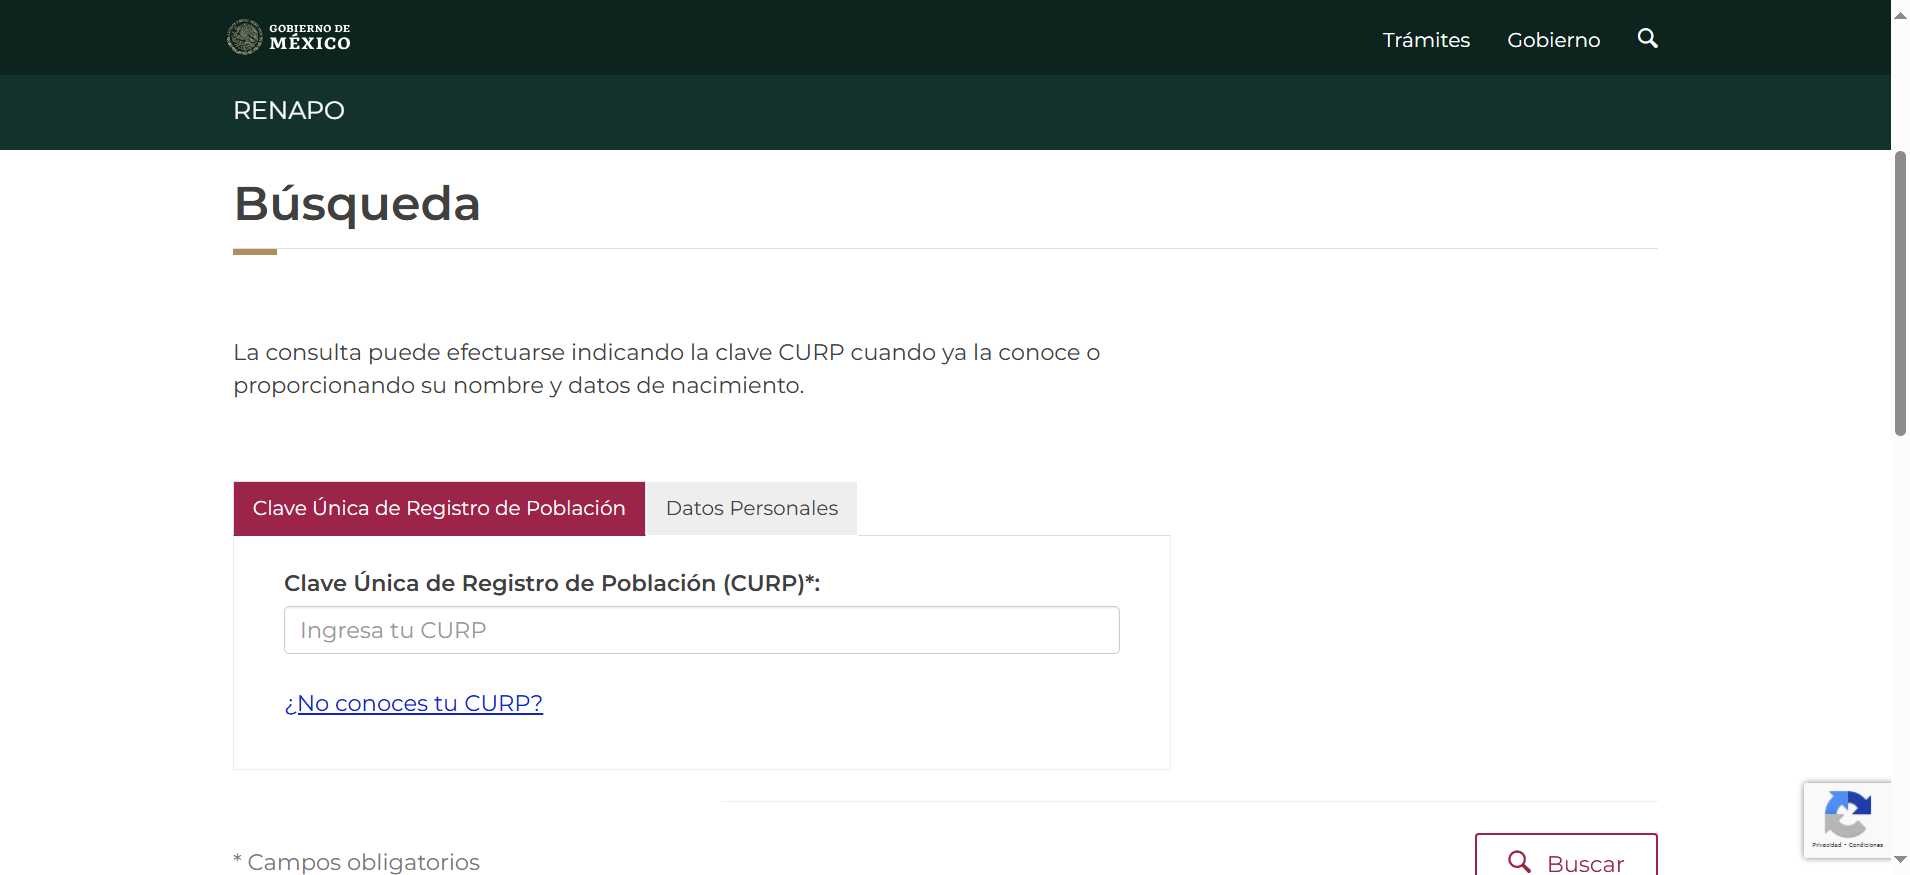 GOBIERNO DE
MÉXICO
Trámites
Gobierno
RENAPO
Búsqueda
La consulta puede efectuarse indicando la clave CURP cuando ya la conoce o
proporcionando su nombre y datos de nacimiento.
Clave Única de Registro de Población
Datos Personales
Clave Única de Registro de Población (CURP)*:
Ingresa tu CURP
¿No conoces tu CURP?
Privacidad - Condiciones
* Campos obligatorios
Buscar